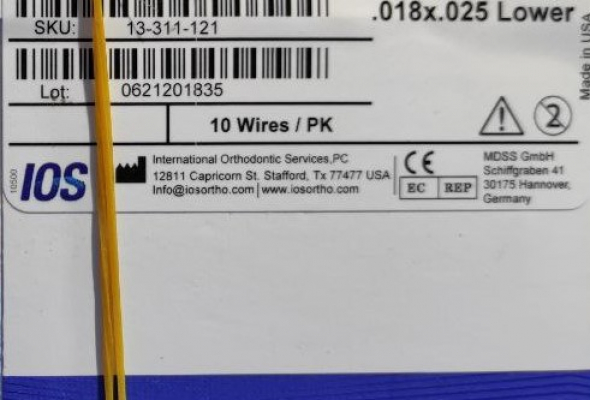 .018x.025 Lower
SKU: 13-311-121
Made in USA
Lot: 0621201835
10 Wires / PK
2
10500
IOS
International Orthodontic Services,PC
12811 Capricorn St. Stafford, Tx 77477 USA
Info@iosortho.com | www.iosortho.com
CE
EC REP
MDSS GmbH
Schiffgraben 41
30175 Hannover,
Germany